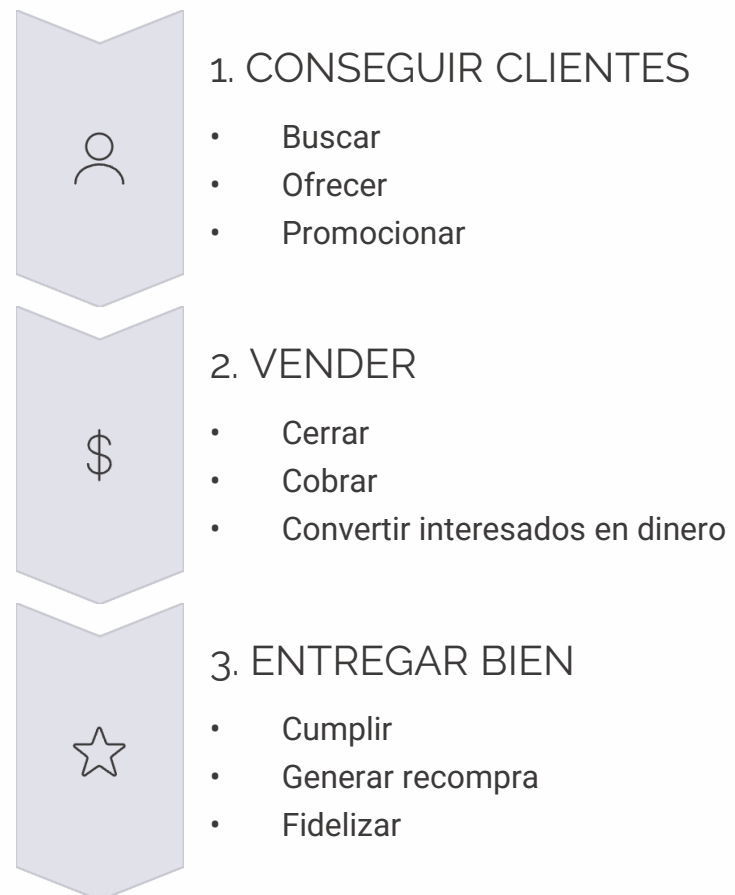 1. CONSEGUIR CLIENTES
• Buscar
• Ofrecer
• Promocionar
$
2. VENDER
• Cerrar
• Cobrar
• Convertir interesados en dinero
3. ENTREGAR BIEN
• Cumplir
• Generar recompra
• Fidelizar